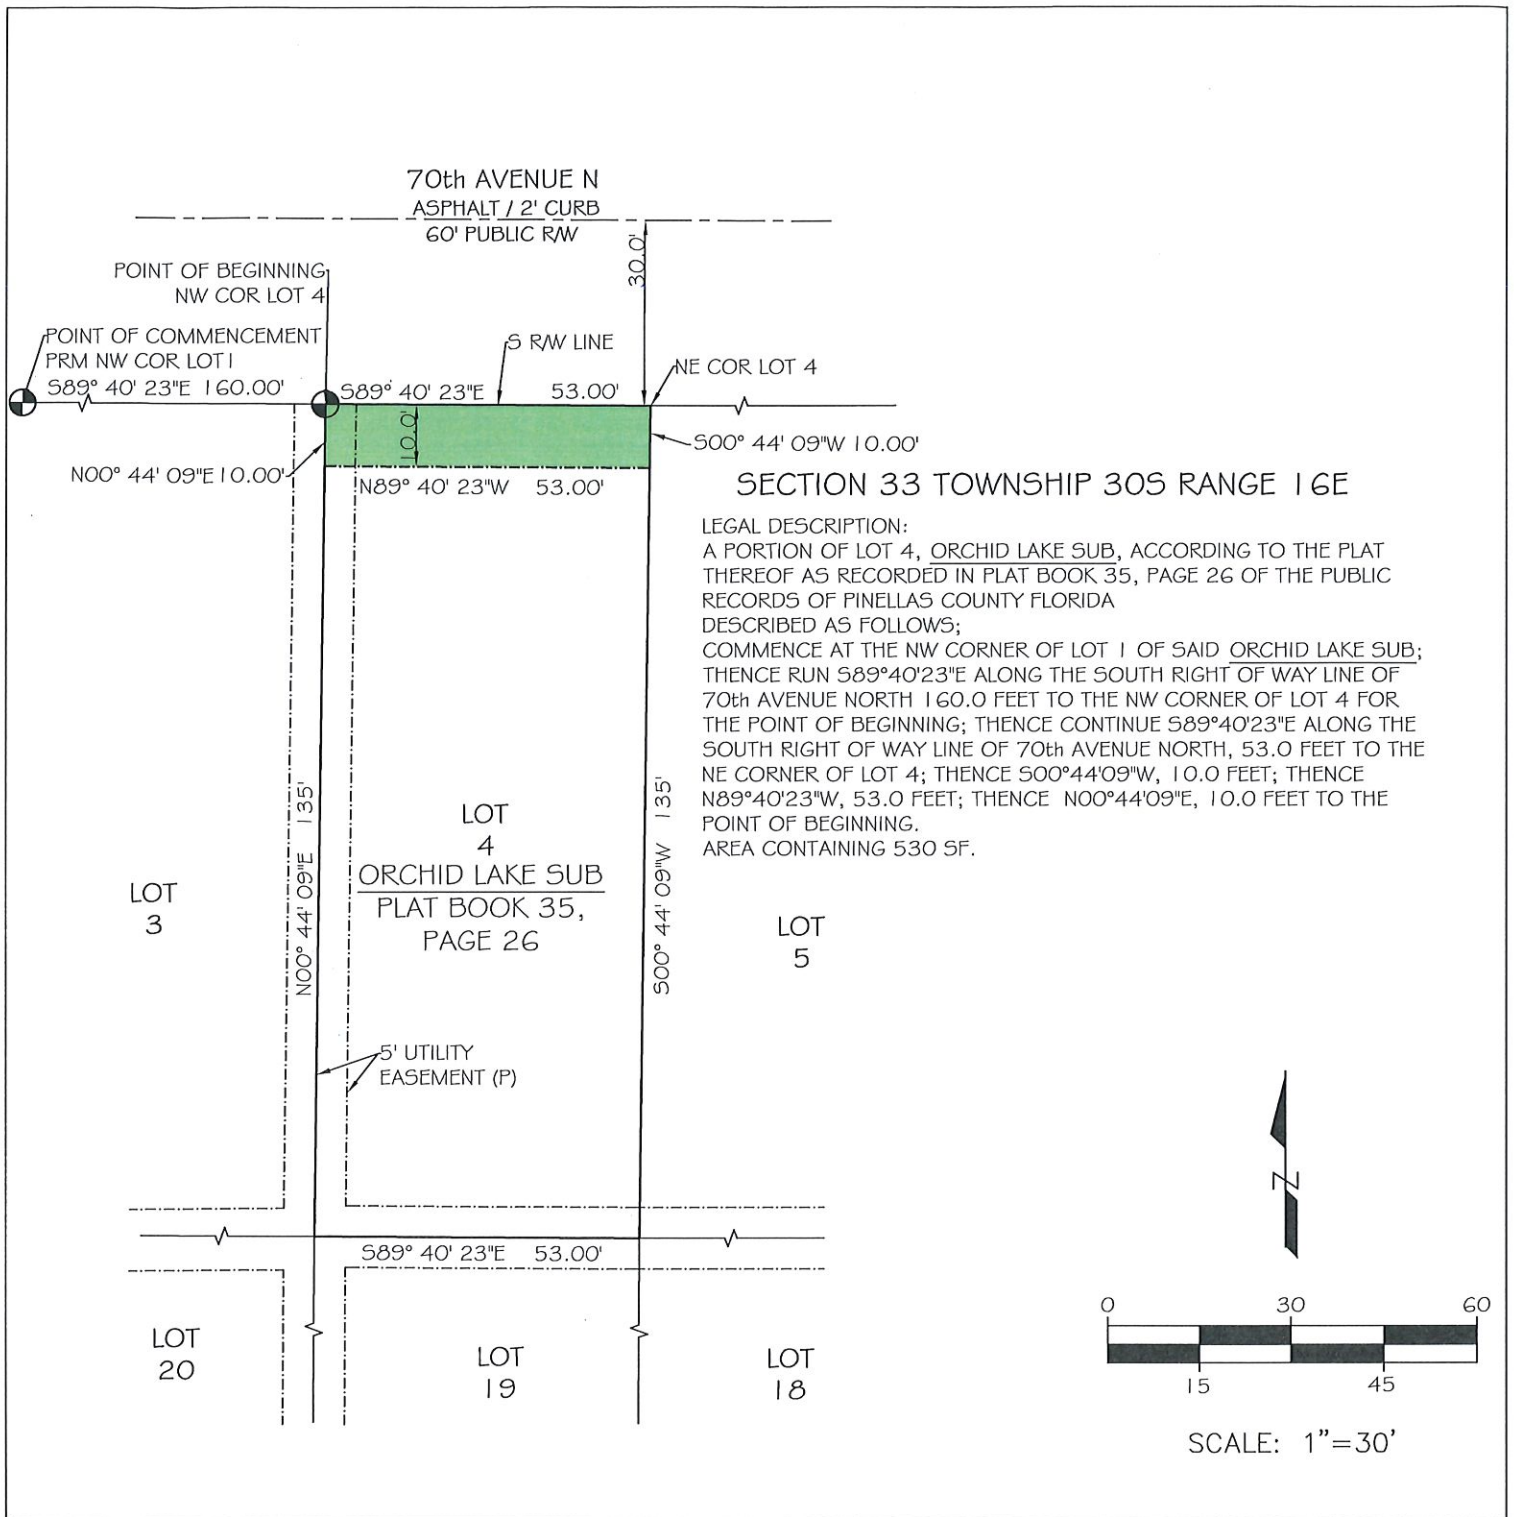 70th AVENUE N
ASPHALT / 2' CURB
60' PUBLIC R/W
30.0'
POINT OF BEGINNING
NW COR LOT 4
POINT OF COMMENCEMENT
PRM NW COR LOT 1
S89° 40' 23"E 160.00'
S R/W LINE
NE COR LOT 4
S89° 40' 23"E 53.00'
10.0'
S00° 44' 09"W 10.00'
N00° 44' 09"E 10.00'
N89° 40' 23"W 53.00'
SECTION 33 TOWNSHIP 30S RANGE 16E
LEGAL DESCRIPTION:
A PORTION OF LOT 4, ORCHID LAKE SUB, ACCORDING TO THE PLAT
THEREOF AS RECORDED IN PLAT BOOK 35, PAGE 26 OF THE PUBLIC
RECORDS OF PINELLAS COUNTY FLORIDA
DESCRIBED AS FOLLOWS;
COMMENCE AT THE NW CORNER OF LOT 1 OF SAID ORCHID LAKE SUB;
THENCE RUN S89°40'23"E ALONG THE SOUTH RIGHT OF WAY LINE OF
70th AVENUE NORTH 160.0 FEET TO THE NW CORNER OF LOT 4 FOR
THE POINT OF BEGINNING; THENCE CONTINUE S89°40'23"E ALONG THE
SOUTH RIGHT OF WAY LINE OF 70th AVENUE NORTH, 53.0 FEET TO THE
NE CORNER OF LOT 4; THENCE S00°44'09"W, 10.0 FEET; THENCE
N89°40'23"W, 53.0 FEET; THENCE N00°44'09"E, 10.0 FEET TO THE
POINT OF BEGINNING.
AREA CONTAINING 530 SF.
N00° 44' 09"E 135'
S00° 44' 09"W 135'
LOT
4
ORCHID LAKE SUB
PLAT BOOK 35,
PAGE 26
LOT
3
LOT
5
5' UTILITY
EASEMENT (P)
S89° 40' 23"E 53.00'
LOT
20
LOT
19
LOT
18
N
0 30 60
15 45
SCALE: 1"=30'